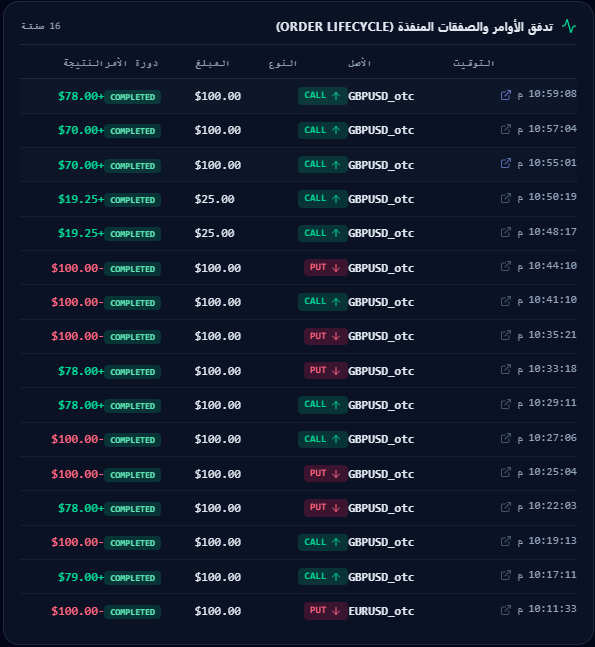 تدفق الأوامر والصفقات المنفذة (ORDER LIFECYCLE) 16 صفقة
التوقيت الأصل النوع المبلغ دورة الأمر النتيجة
10:59:08 م GBPUSD_otc CALL ↑ $100.00 COMPLETED +$78.00
10:57:04 م GBPUSD_otc CALL ↑ $100.00 COMPLETED +$70.00
10:55:01 م GBPUSD_otc CALL ↑ $100.00 COMPLETED +$70.00
10:50:19 م GBPUSD_otc CALL ↑ $25.00 COMPLETED +$19.25
10:48:17 م GBPUSD_otc CALL ↑ $25.00 COMPLETED +$19.25
10:44:10 م GBPUSD_otc PUT ↓ $100.00 COMPLETED -$100.00
10:41:10 م GBPUSD_otc CALL ↑ $100.00 COMPLETED -$100.00
10:35:21 م GBPUSD_otc PUT ↓ $100.00 COMPLETED -$100.00
10:33:18 م GBPUSD_otc PUT ↓ $100.00 COMPLETED +$78.00
10:29:11 م GBPUSD_otc CALL ↑ $100.00 COMPLETED +$78.00
10:27:06 م GBPUSD_otc CALL ↑ $100.00 COMPLETED -$100.00
10:25:04 م GBPUSD_otc PUT ↓ $100.00 COMPLETED -$100.00
10:22:03 م GBPUSD_otc PUT ↓ $100.00 COMPLETED +$78.00
10:19:13 م GBPUSD_otc CALL ↑ $100.00 COMPLETED -$100.00
10:17:11 م GBPUSD_otc CALL ↑ $100.00 COMPLETED +$79.00
10:11:33 م EURUSD_otc PUT ↓ $100.00 COMPLETED -$100.00